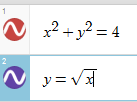 1
x² + y² = 4
2
y = √x